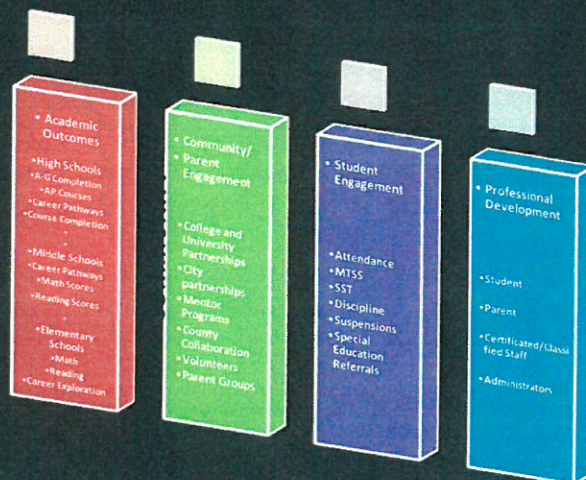 • Academic
Outcomes
•High Schools
•A-G Completion
•AP Courses
•Career Pathways
•Course Completion
•
•
•Middle Schools
•Career Pathways
•Math Scores
•
•Reading Scores
•
•Elementary
Schools
•Math
•Reading
•Career Exploration
• Community/
• Parent
Engagement
•College and
University
Partnerships
•City
partnerships
•Mentor
Programs
•County
Collaboration
•Volunteers
•Parent Groups
• Student
Engagement
•Attendance
•MTSS
•SST
•Discipline
•Suspensions
•Special
Education
Referrals
• Professional
Development
•Student
•Parent
•Certificated/Classi
fied Staff
•Administrators